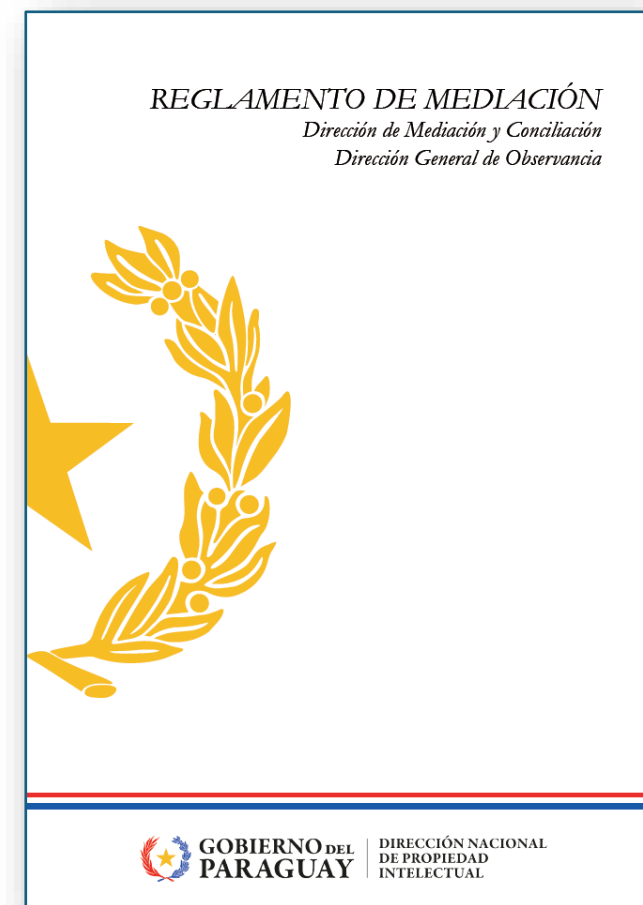 REGLAMENTO DE MEDIACIÓN
Dirección de Mediación y Conciliación
Dirección General de Observancia
GOBIERNO DEL
PARAGUAY
DIRECCIÓN NACIONAL
DE PROPIEDAD
INTELECTUAL